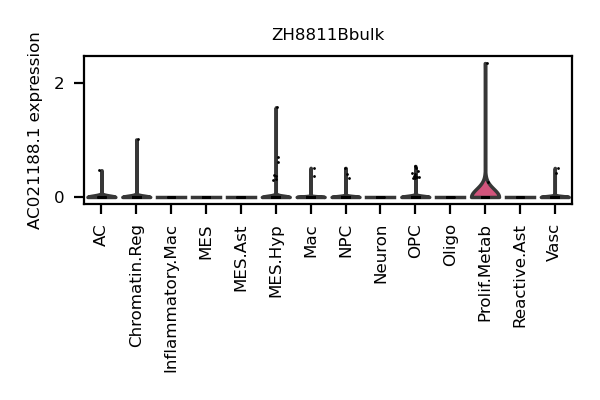 ZH8811Bbulk
AC021188.1 expression
2
0
AC
Chromatin.Reg
Inflammatory.Mac
MES
MES.Ast
MES.Hyp
Mac
NPC
Neuron
OPC
Oligo
Prolif.Metab
Reactive.Ast
Vasc